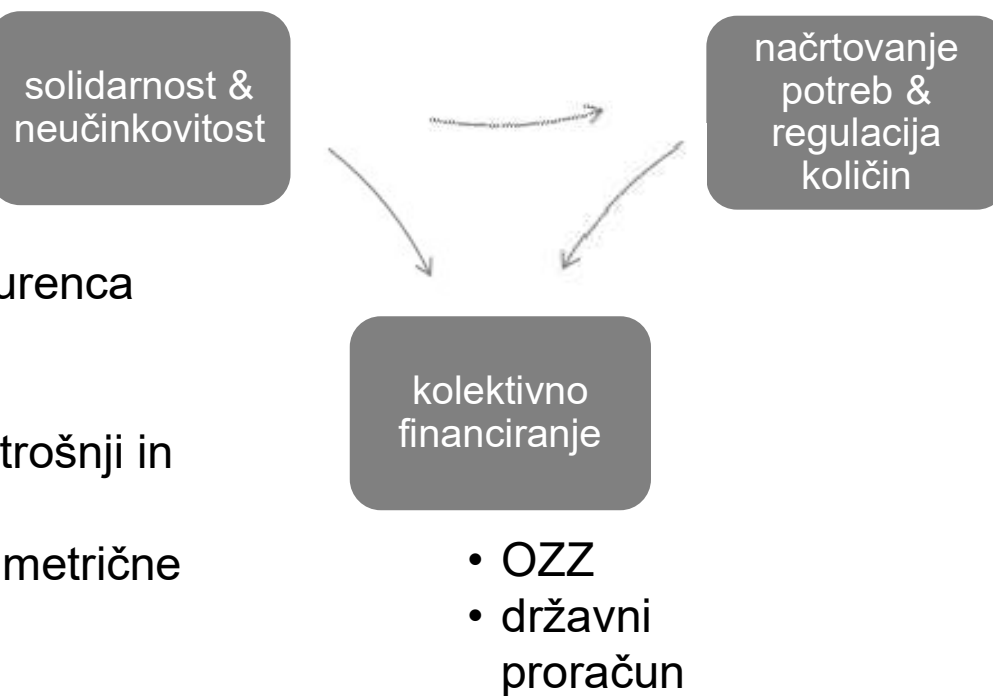 solidarnost &
neučinkovitost
načrtovanje
potreb &
regulacija
količin
urenca
trošnji in
metrične
kolektivno
financiranje
• OZZ
• državni
proračun